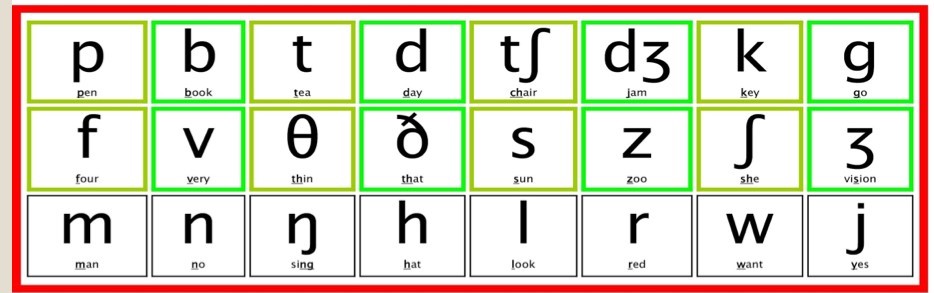 p b t d tʃ dʒ k g
pen book tea day chair jam key go
f v θ ð s z ʃ ʒ
four very thin that sun zoo she vision
m n ŋ h l r w j
man no sing hat look red want yes